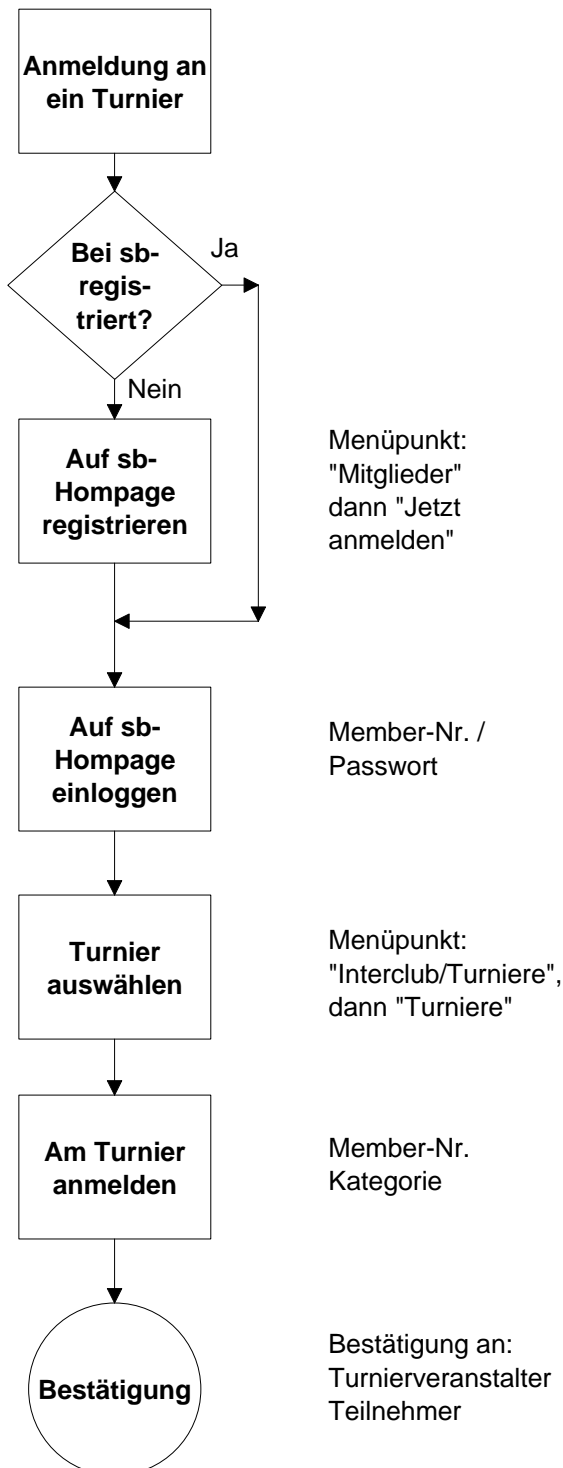 Anmeldung an
ein Turnier
Bei sb-
regis-
triert?
Ja
Nein
Auf sb-
Hompage
registrieren
Menüpunkt:
"Mitglieder"
dann "Jetzt
anmelden"
Auf sb-
Hompage
einloggen
Member-Nr. /
Passwort
Turnier
auswählen
Menüpunkt:
"Interclub/Turniere",
dann "Turniere"
Am Turnier
anmelden
Member-Nr.
Kategorie
Bestätigung
Bestätigung an:
Turnierveranstalter
Teilnehmer